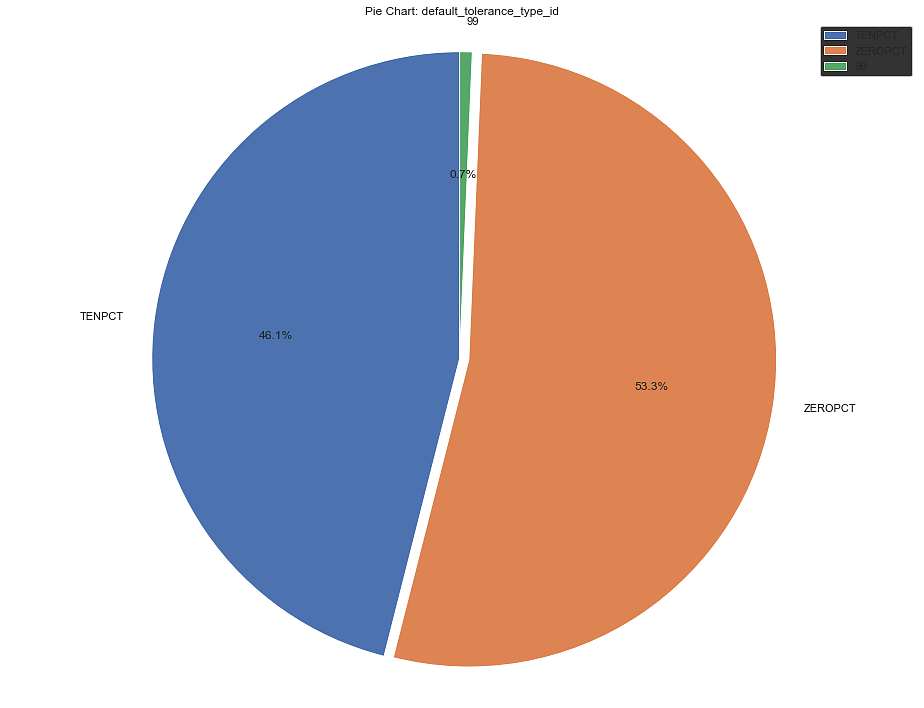 Pie Chart: default_tolerance_type_id
99
TENPCT
ZEROPCT
99
0.7%
TENPCT
46.1%
53.3%
ZEROPCT